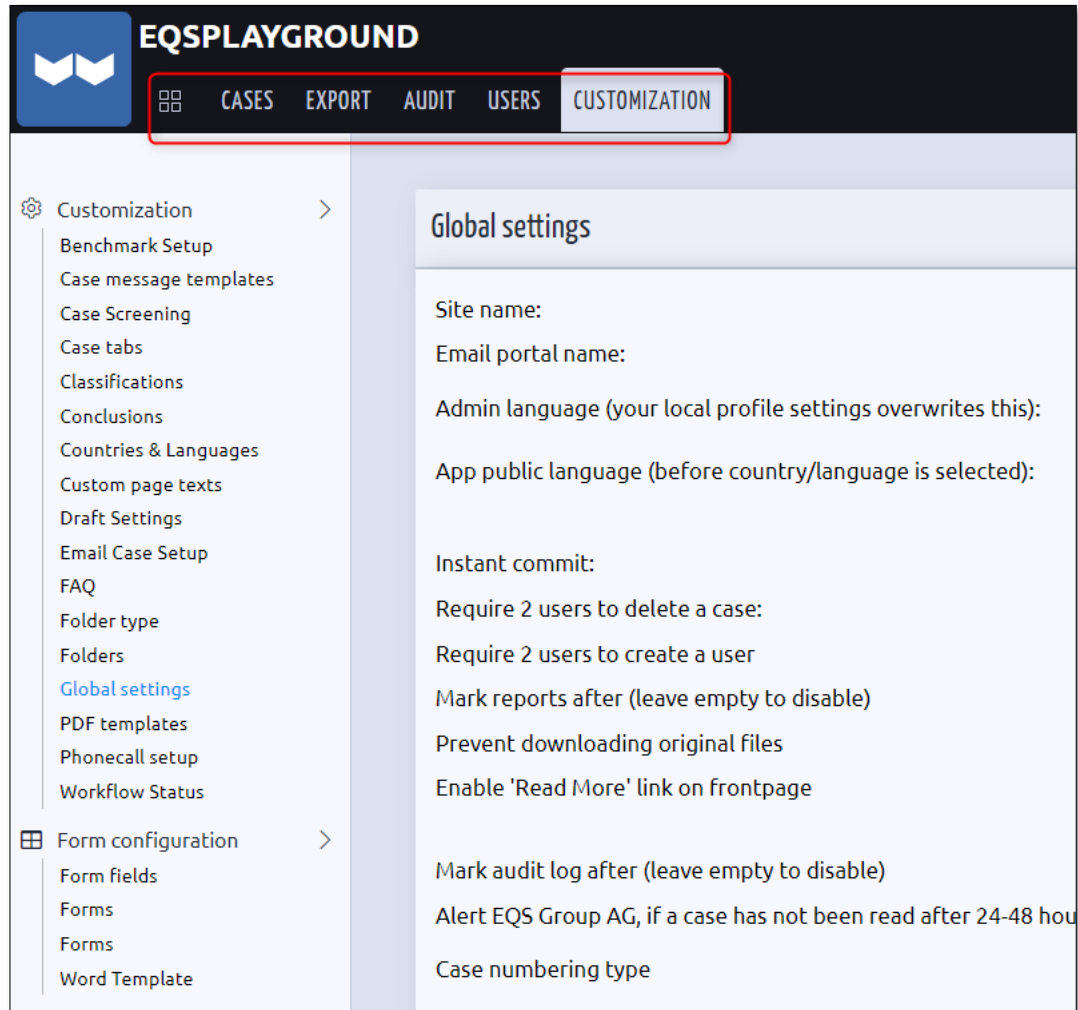 EQSPLAYGROUND
CASES EXPORT AUDIT USERS CUSTOMIZATION
Customization
Benchmark Setup
Case message templates
Case Screening
Case tabs
Classifications
Conclusions
Countries & Languages
Custom page texts
Draft Settings
Email Case Setup
FAQ
Folder type
Folders
Global settings
PDF templates
Phonecall setup
Workflow Status
Form configuration
Form fields
Forms
Forms
Word Template
Global settings
Site name:
Email portal name:
Admin language (your local profile settings overwrites this):
App public language (before country/language is selected):
Instant commit:
Require 2 users to delete a case:
Require 2 users to create a user
Mark reports after (leave empty to disable)
Prevent downloading original files
Enable 'Read More' link on frontpage
Mark audit log after (leave empty to disable)
Alert EQS Group AG, if a case has not been read after 24-48 hou
Case numbering type